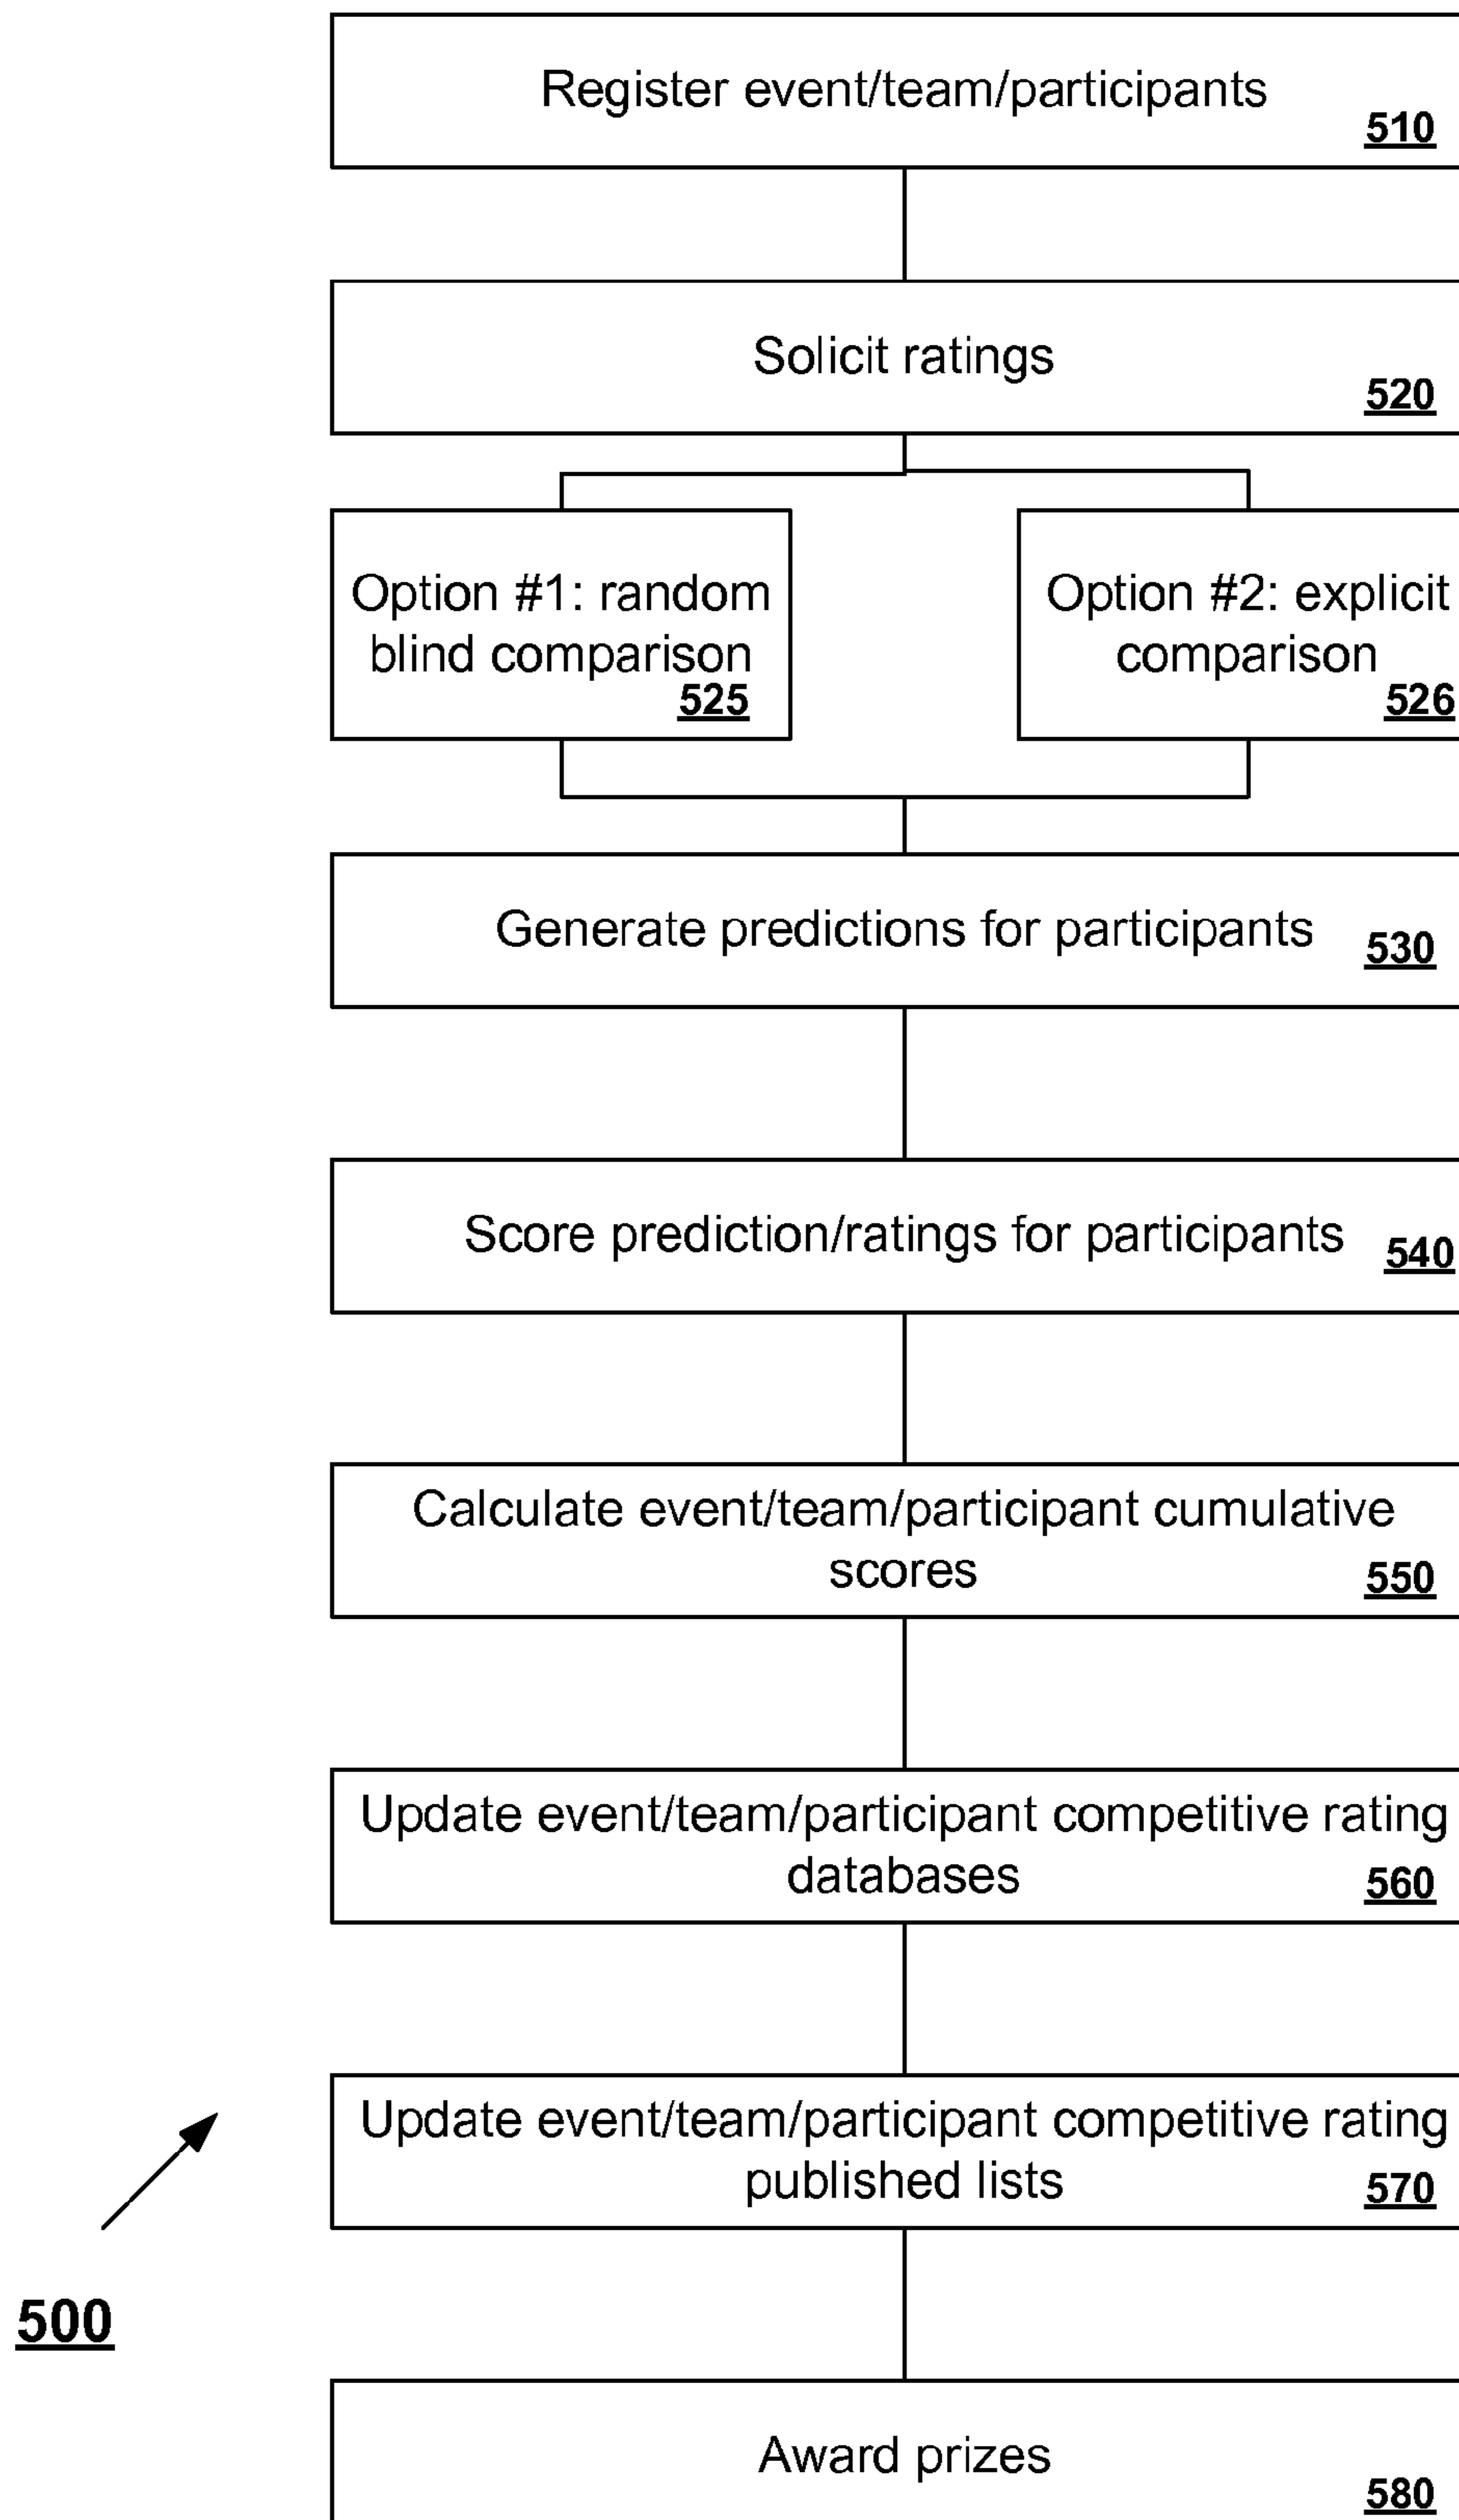 Register event/team/participants
510
Solicit ratings
520
Option #1: random
blind comparison
525
Option #2: explicit
comparison
526
Generate predictions for participants
530
Score prediction/ratings for participants
540
Calculate event/team/participant cumulative
scores
550
Update event/team/participant competitive rating
databases
560
Update event/team/participant competitive rating
published lists
570
500
Award prizes
580